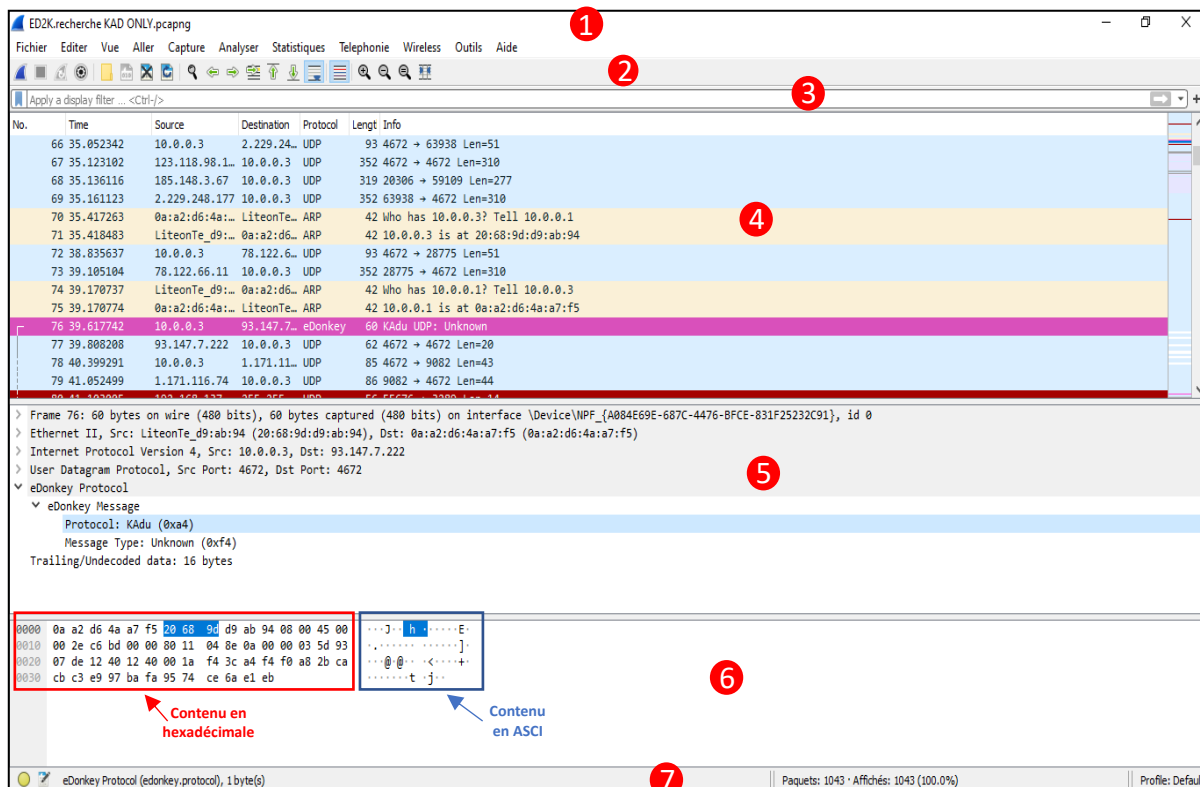 ED2K.recherche KAD ONLY.pcapng
1
Fichier Editer Vue Aller Capture Analyser Statistiques Telephonie Wireless Outils Aide
2
Apply a display filter ... <Ctrl-/>
3
No. Time Source Destination Protocol Lengt Info
66 35.052342 10.0.0.3 2.229.24… UDP 93 4672 → 63938 Len=51
67 35.123102 123.118.98.1… 10.0.0.3 UDP 352 4672 → 4672 Len=310
68 35.136116 185.148.3.67 10.0.0.3 UDP 319 20306 → 59109 Len=277
69 35.161123 2.229.248.177 10.0.0.3 UDP 352 63938 → 4672 Len=310
70 35.417263 0a:a2:d6:4a:… LiteonTe… ARP 42 Who has 10.0.0.3? Tell 10.0.0.1
4
71 35.418483 LiteonTe_d9:… 0a:a2:d6… ARP 42 10.0.0.3 is at 20:68:9d:d9:ab:94
72 38.835637 10.0.0.3 78.122.6… UDP 93 4672 → 28775 Len=51
73 39.105104 78.122.66.11 10.0.0.3 UDP 352 28775 → 4672 Len=310
74 39.170737 LiteonTe_d9:… 0a:a2:d6… ARP 42 Who has 10.0.0.1? Tell 10.0.0.3
75 39.170774 0a:a2:d6:4a:… LiteonTe… ARP 42 10.0.0.1 is at 0a:a2:d6:4a:a7:f5
76 39.617742 10.0.0.3 93.147.7… eDonkey 60 KAdu UDP: Unknown
77 39.808208 93.147.7.222 10.0.0.3 UDP 62 4672 → 4672 Len=20
78 40.399291 10.0.0.3 1.171.11… UDP 85 4672 → 9082 Len=43
79 41.052499 1.171.116.74 10.0.0.3 UDP 86 9082 → 4672 Len=44
Frame 76: 60 bytes on wire (480 bits), 60 bytes captured (480 bits) on interface \Device\NPF_{A084E69E-687C-4476-BFCE-831F25232C91}, id 0
Ethernet II, Src: LiteonTe_d9:ab:94 (20:68:9d:d9:ab:94), Dst: 0a:a2:d6:4a:a7:f5 (0a:a2:d6:4a:a7:f5)
Internet Protocol Version 4, Src: 10.0.0.3, Dst: 93.147.7.222
User Datagram Protocol, Src Port: 4672, Dst Port: 4672
5
eDonkey Protocol
eDonkey Message
Protocol: KAdu (0xa4)
Message Type: Unknown (0xf4)
Trailing/Undecoded data: 16 bytes
0000 0a a2 d6 4a a7 f5 20 68 9d d9 ab 94 08 00 45 00 ···J·· h ·····E·
0010 00 2e c6 bd 00 00 80 11 04 8e 0a 00 00 03 5d 93 ·.······ ······]·
0020 07 de 12 40 12 40 00 1a f4 3c a4 f4 f0 a8 2b ca ···@·@·· ·<····+·
0030 cb c3 e9 97 ba fa 95 74 ce 6a e1 eb ·······t ·j··
6
Contenu en
hexadécimale
Contenu
en ASCI
eDonkey Protocol (edonkey.protocol), 1 byte(s)
7
Paquets: 1043 · Affichés: 1043 (100.0%)
Profile: Defaul